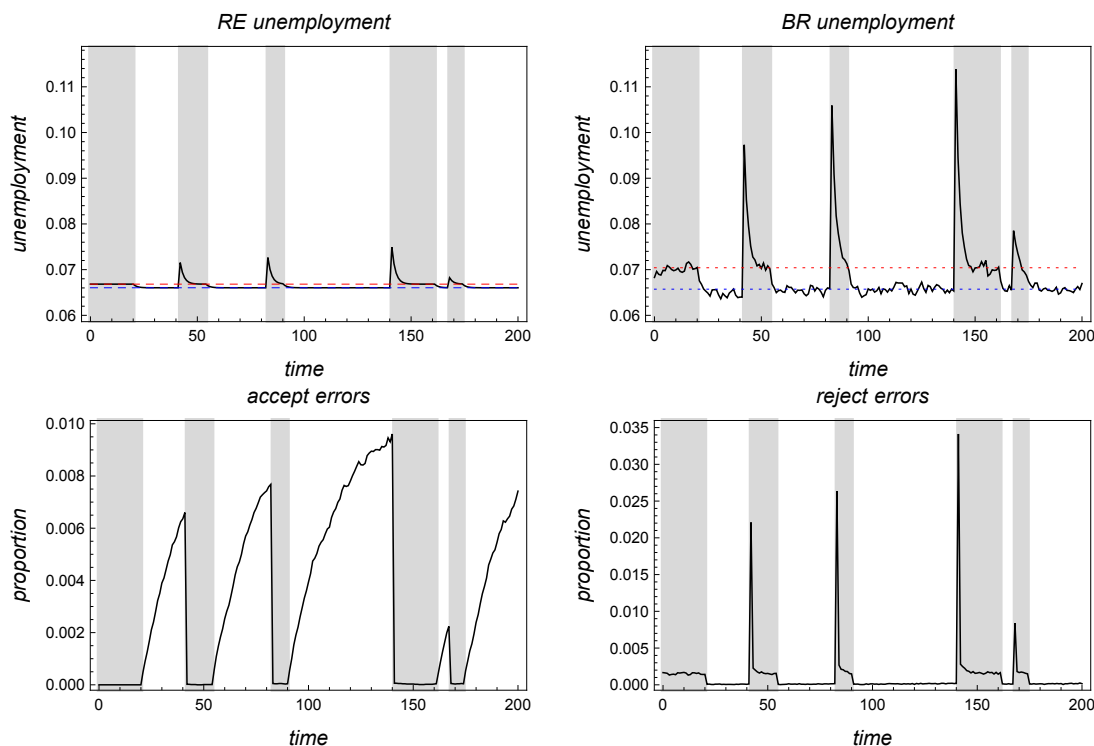 RE unemployment
unemployment
0.11
0.10
0.09
0.08
0.07
0.06
0 50 100 150 200
time
BR unemployment
unemployment
0.11
0.10
0.09
0.08
0.07
0.06
0 50 100 150 200
time
accept errors
proportion
0.010
0.008
0.006
0.004
0.002
0.000
0 50 100 150 200
time
reject errors
proportion
0.035
0.030
0.025
0.020
0.015
0.010
0.005
0.000
0 50 100 150 200
time